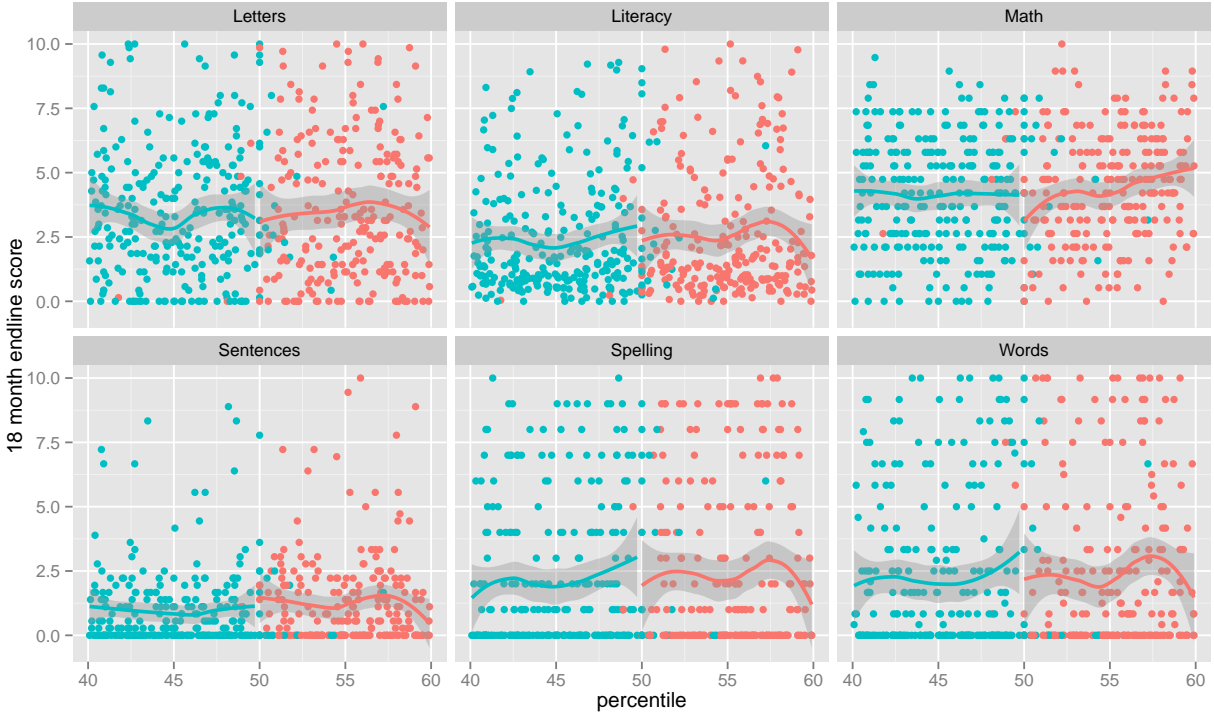 Letters
Literacy
Math
10.0
7.5
5.0
2.5
0.0
Sentences
Spelling
Words
10.0
7.5
5.0
2.5
0.0
40 45 50 55 60
40 45 50 55 60
40 45 50 55 60
percentile
18 month endline score